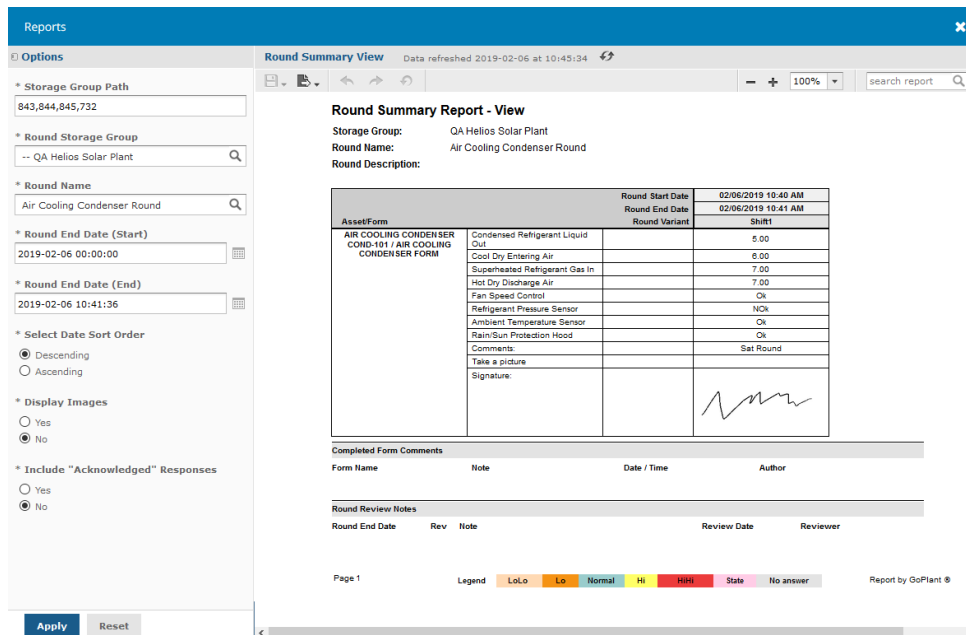 Reports
Options
* Storage Group Path
843,844,845,732
* Round Storage Group
-- QA Helios Solar Plant
* Round Name
Air Cooling Condenser Round
* Round End Date (Start)
2019-02-06 00:00:00
* Round End Date (End)
2019-02-06 10:41:36
* Select Date Sort Order
Descending
Ascending
* Display Images
Yes
No
* Include "Acknowledged" Responses
Yes
No
Apply Reset
Round Summary View Data refreshed 2019-02-06 at 10:45:34
100% search report
Round Summary Report - View
Storage Group: QA Helios Solar Plant
Round Name: Air Cooling Condenser Round
Round Description:
Round Start Date 02/06/2019 10:40 AM
Round End Date 02/06/2019 10:41 AM
Asset/Form Round Variant Shift1
AIR COOLING CONDENSER
COND-101 / AIR COOLING
CONDENSER FORM
Condensed Refrigerant Liquid
Out 5.00
Cool Dry Entering Air 6.00
Superheated Refrigerant Gas In 7.00
Hot Dry Discharge Air 7.00
Fan Speed Control Ok
Refrigerant Pressure Sensor NOk
Ambient Temperature Sensor Ok
Rain/Sun Protection Hood Ok
Comments: Sat Round
Take a picture
Signature:
Completed Form Comments
Form Name Note Date / Time Author
Round Review Notes
Round End Date Rev Note Review Date Reviewer
Page 1 Legend LoLo Lo Normal Hi HiHi State No answer Report by GoPlant ®